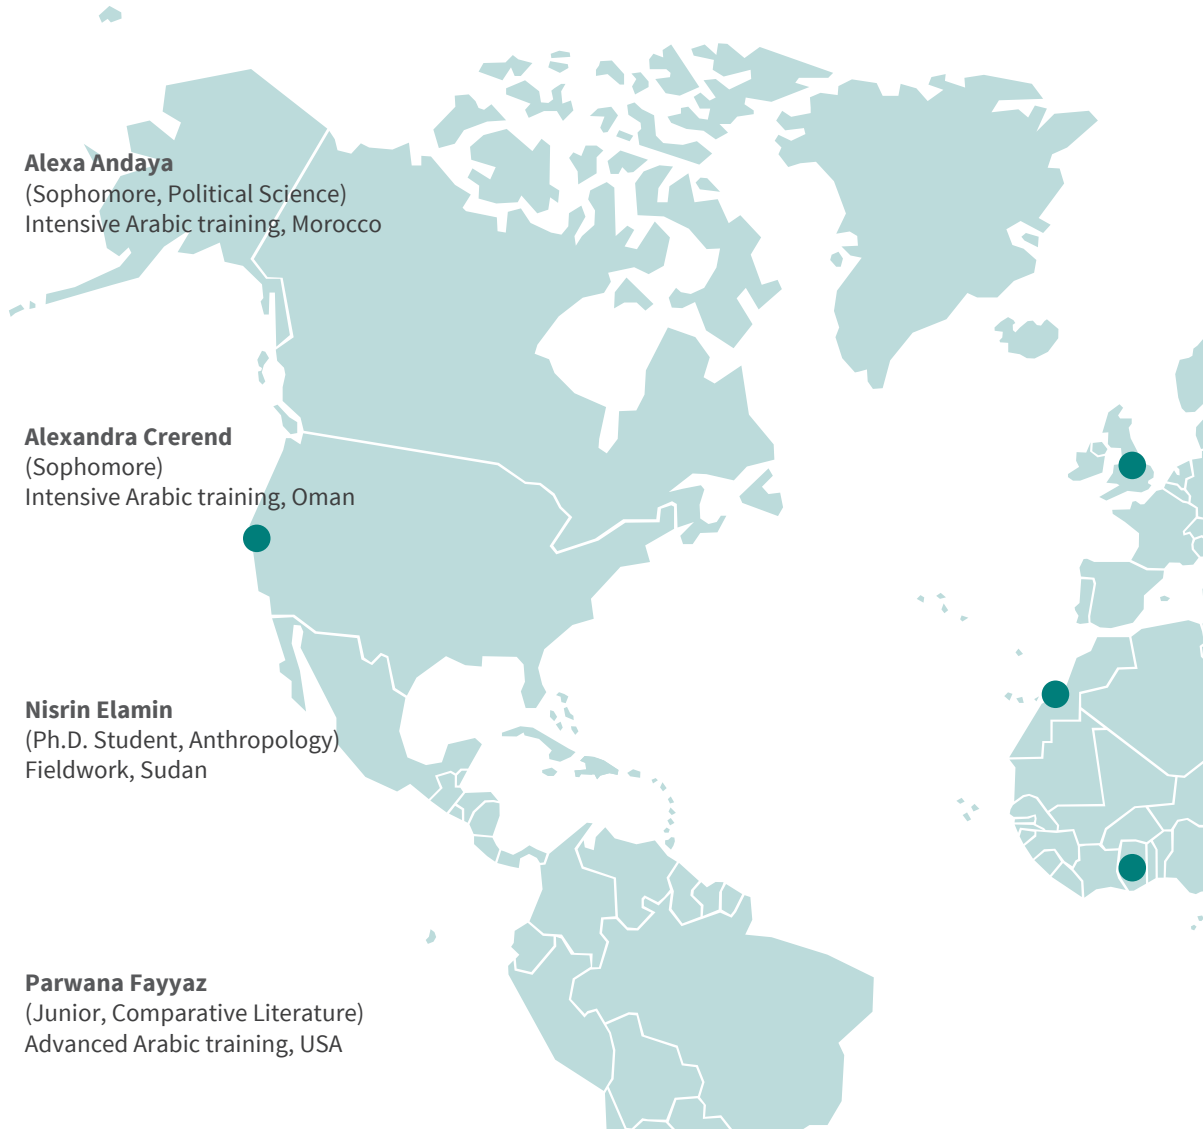 Alexa Andaya
(Sophomore, Political Science)
Intensive Arabic training, Morocco
Alexandra Crerend
(Sophomore)
Intensive Arabic training, Oman
Nisrin Elamin
(Ph.D. Student, Anthropology)
Fieldwork, Sudan
Parwana Fayyaz
(Junior, Comparative Literature)
Advanced Arabic training, USA